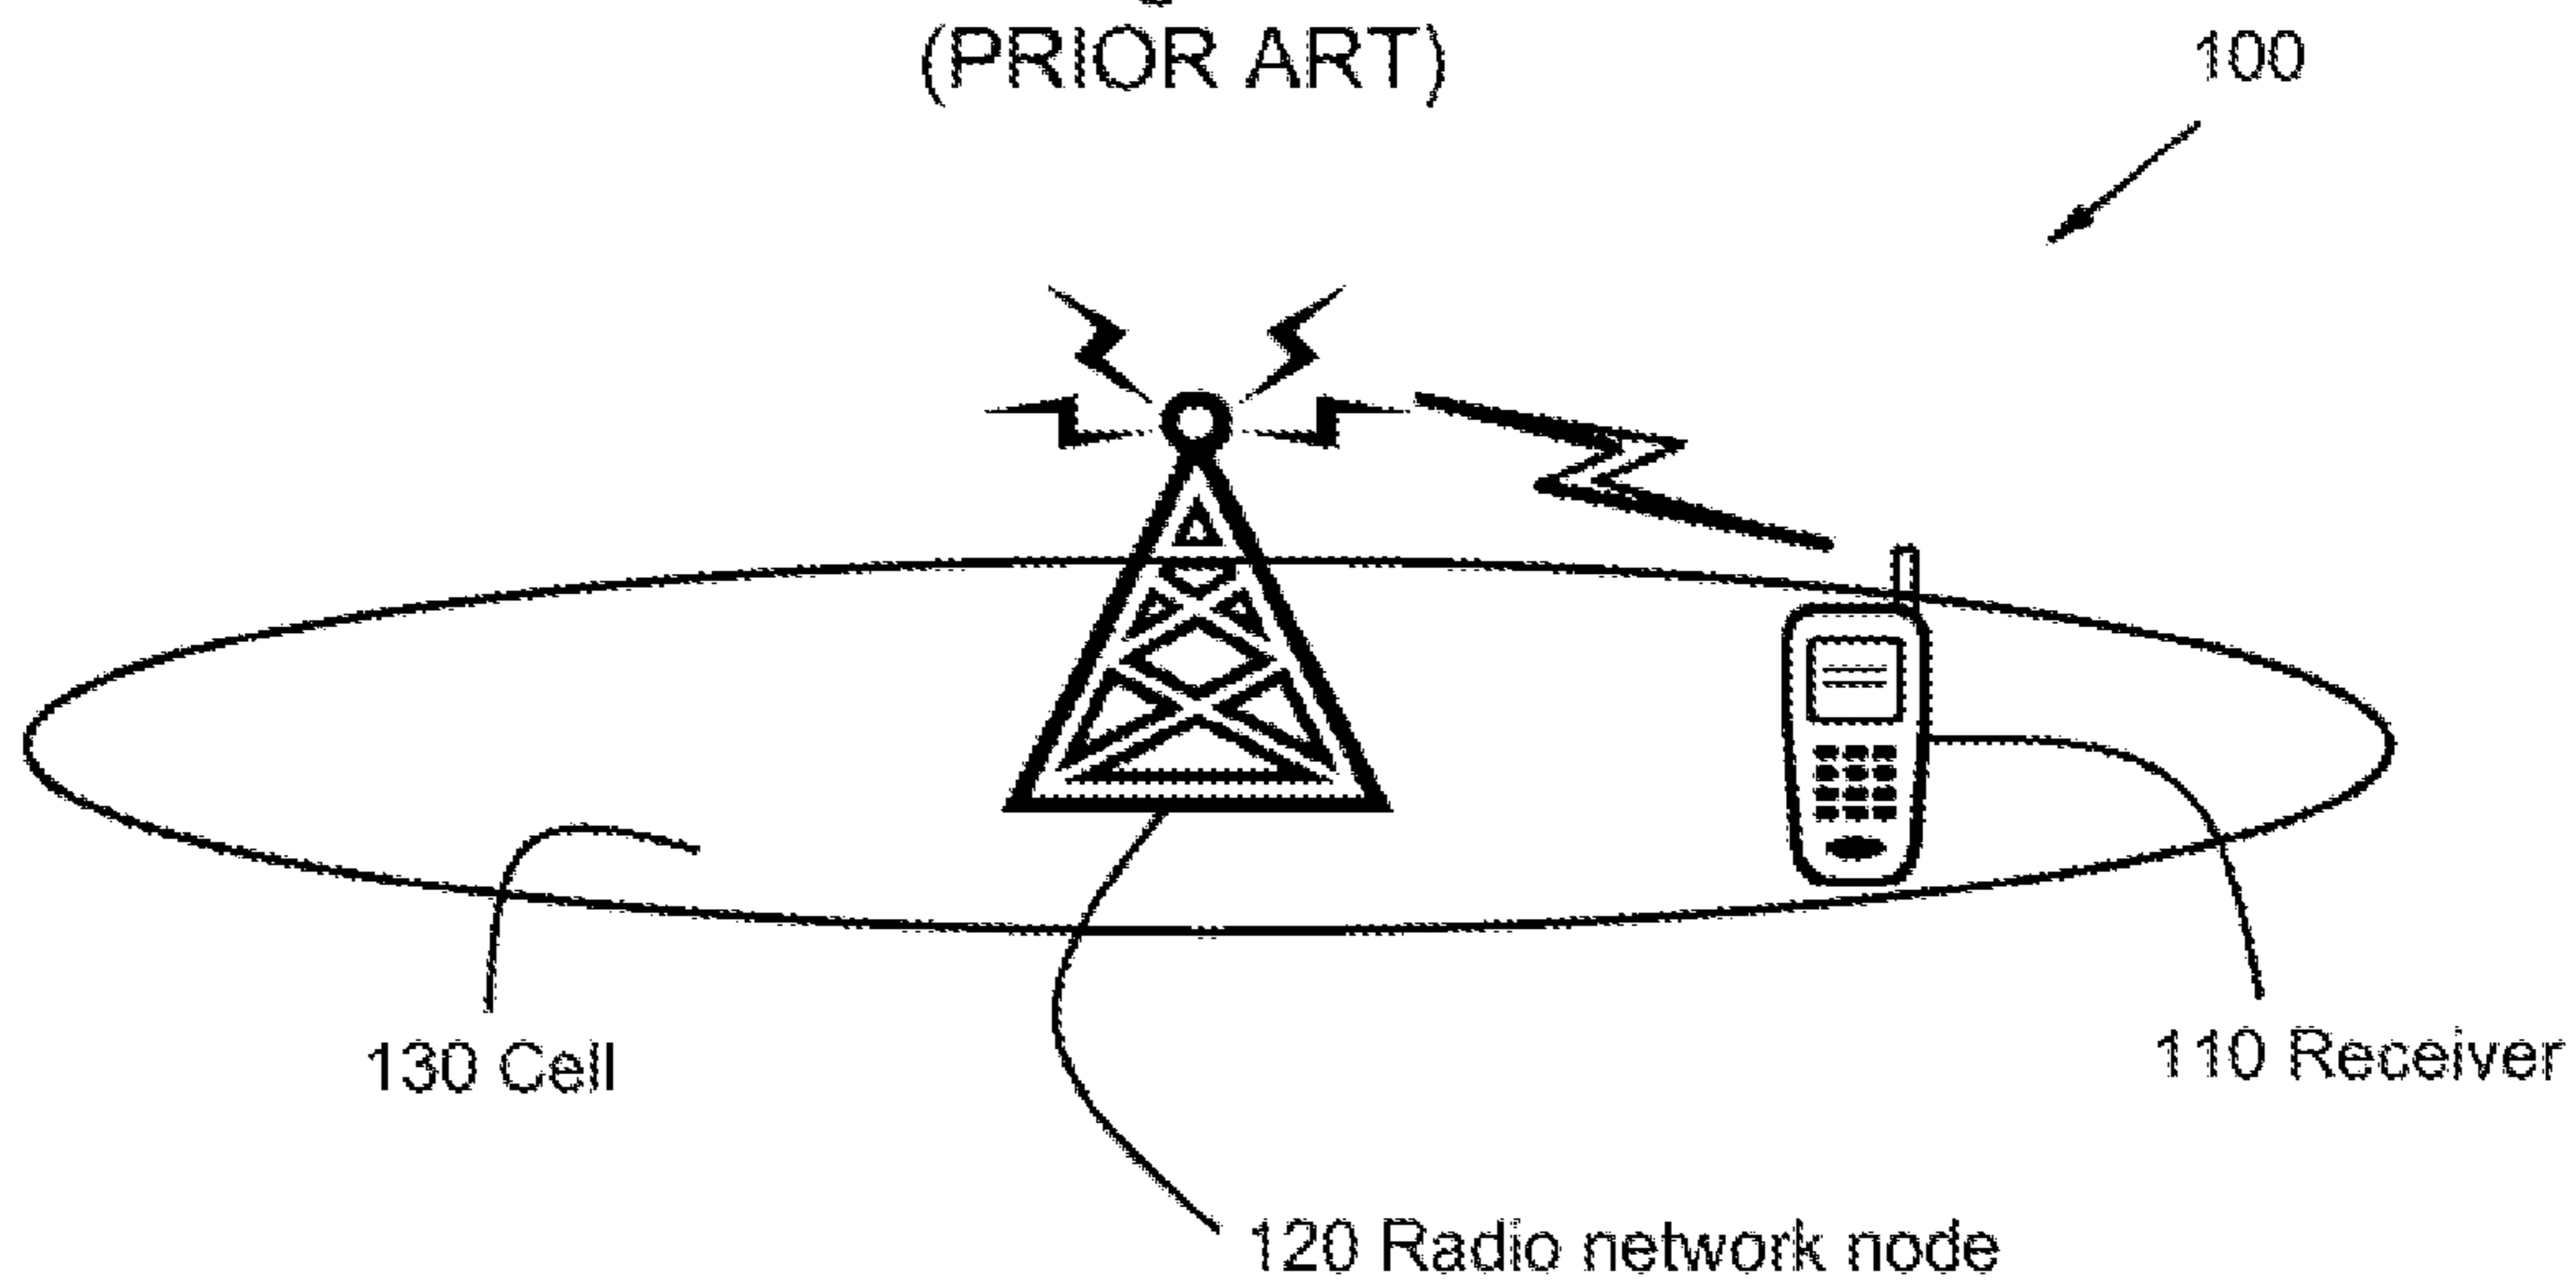 (PRIOR ART)
100
130 Cell
110 Receiver
120 Radio network node